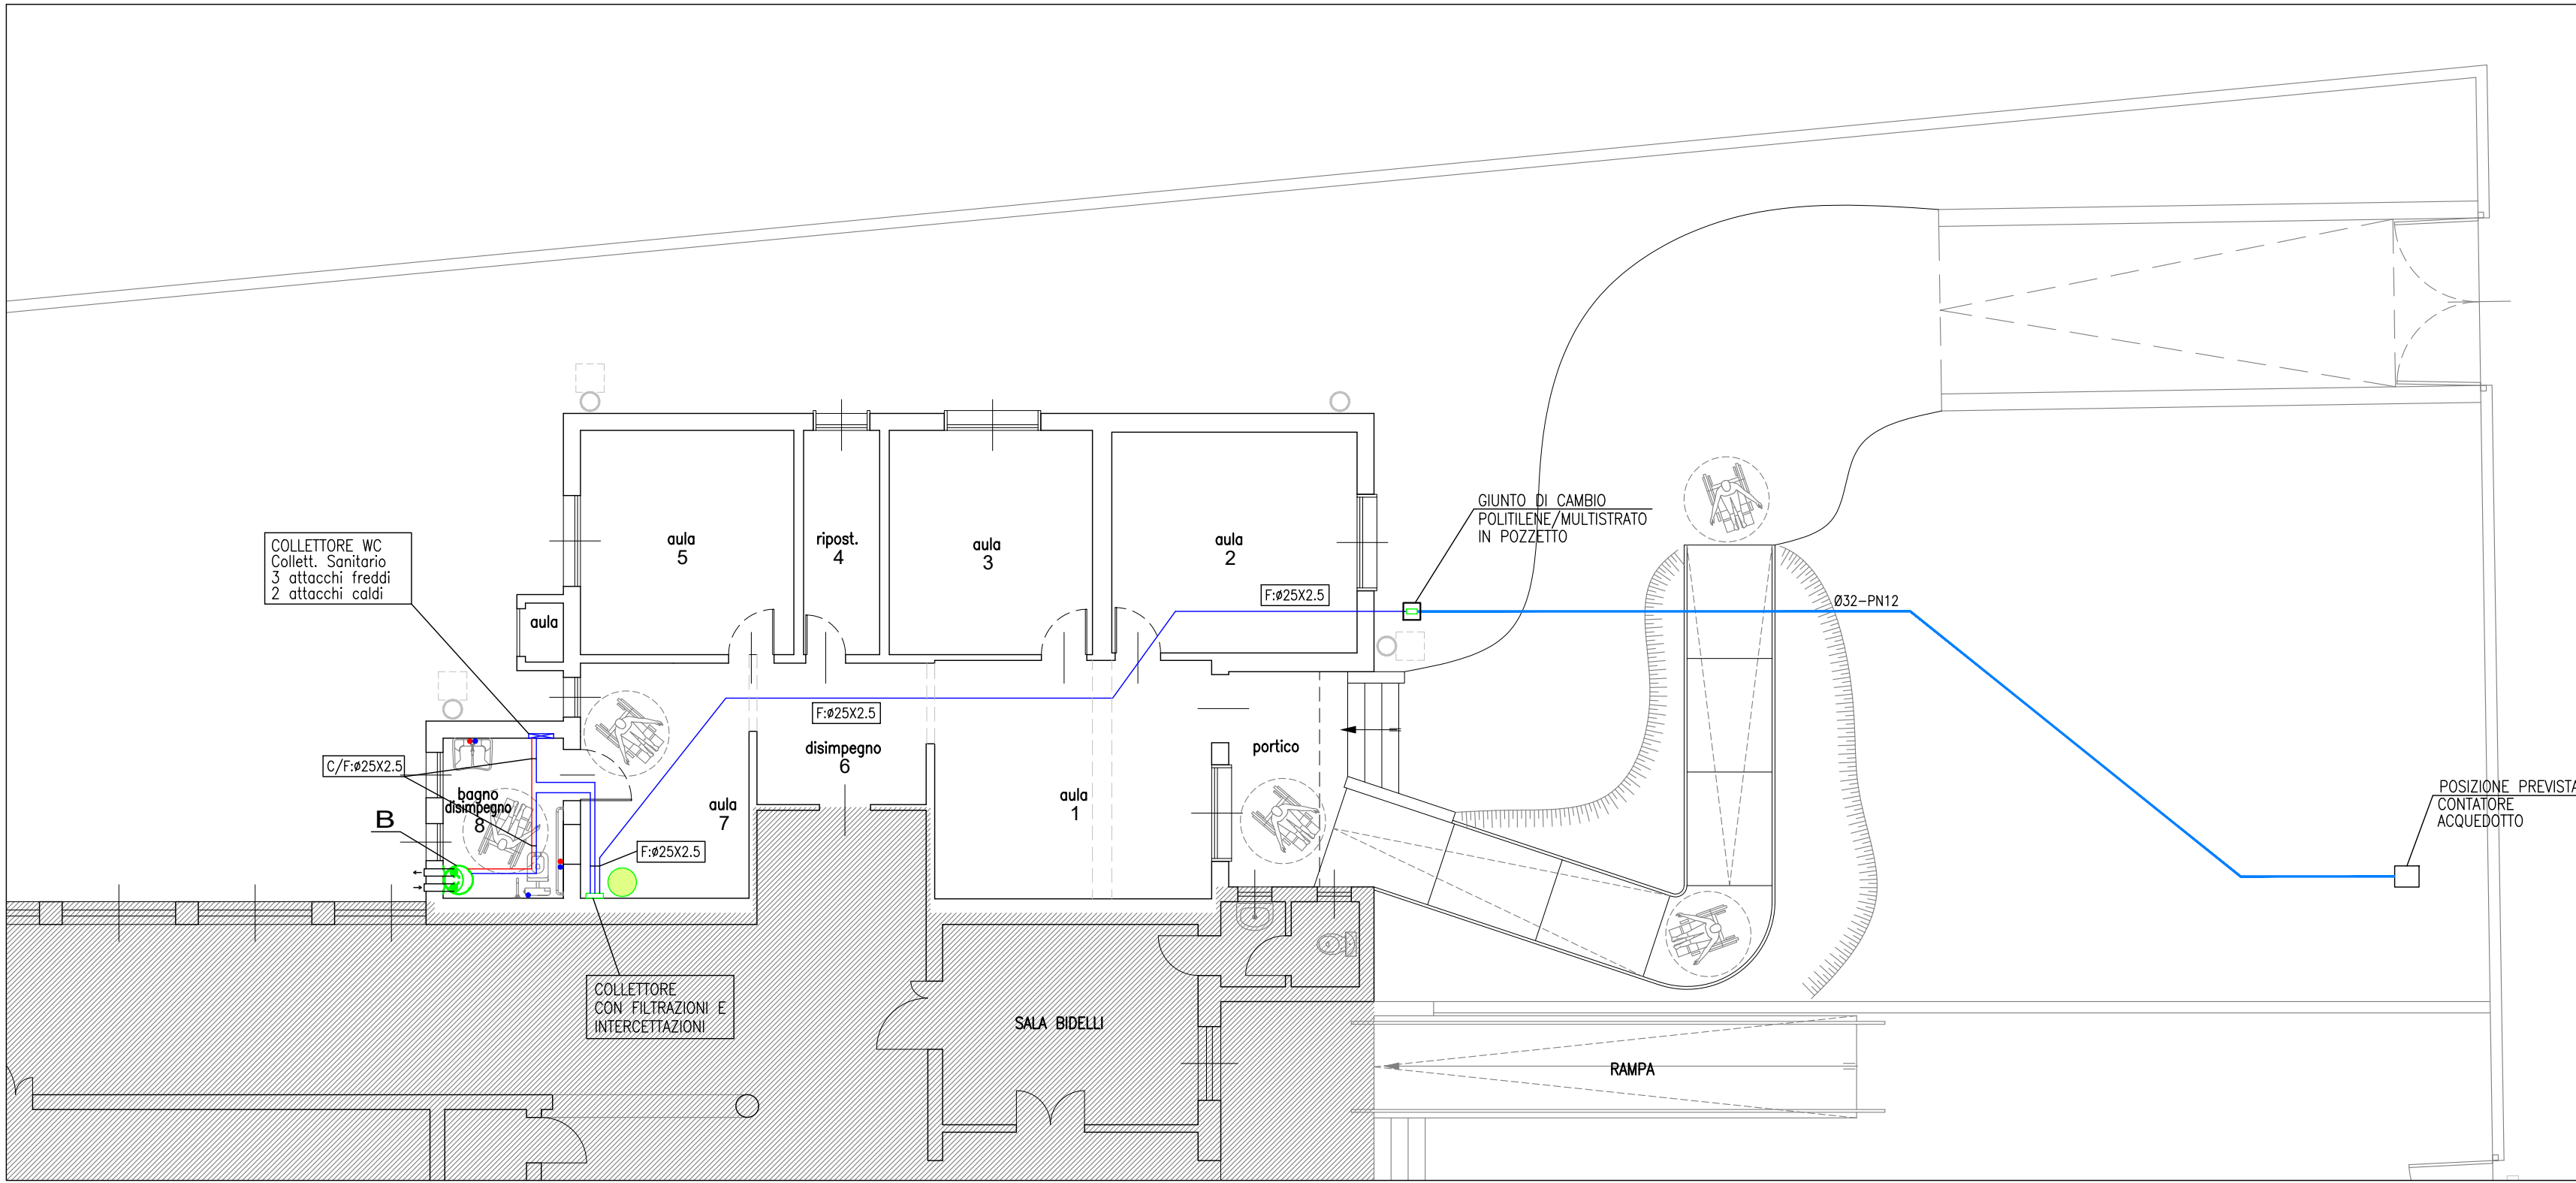 GIUNTO DI CAMBIO
POLITILENE/MULTISTRATO
IN POZZETTO
COLLETTORE WC
Collett. Sanitario
3 attacchi freddi
2 attacchi caldi
aula
5
ripost.
4
aula
3
aula
2
F:ø25X2.5
Ø32-PN12
aula
F:ø25X2.5
disimpegno
6
portico
C/F:ø25X2.5
bagno
disimpegno
8
aula
7
aula
1
POSIZIONE PREVISTA
CONTATORE
ACQUEDOTTO
B
F:ø25X2.5
COLLETTORE
CON FILTRAZIONI E
INTERCETTAZIONI
SALA BIDELLI
RAMPA